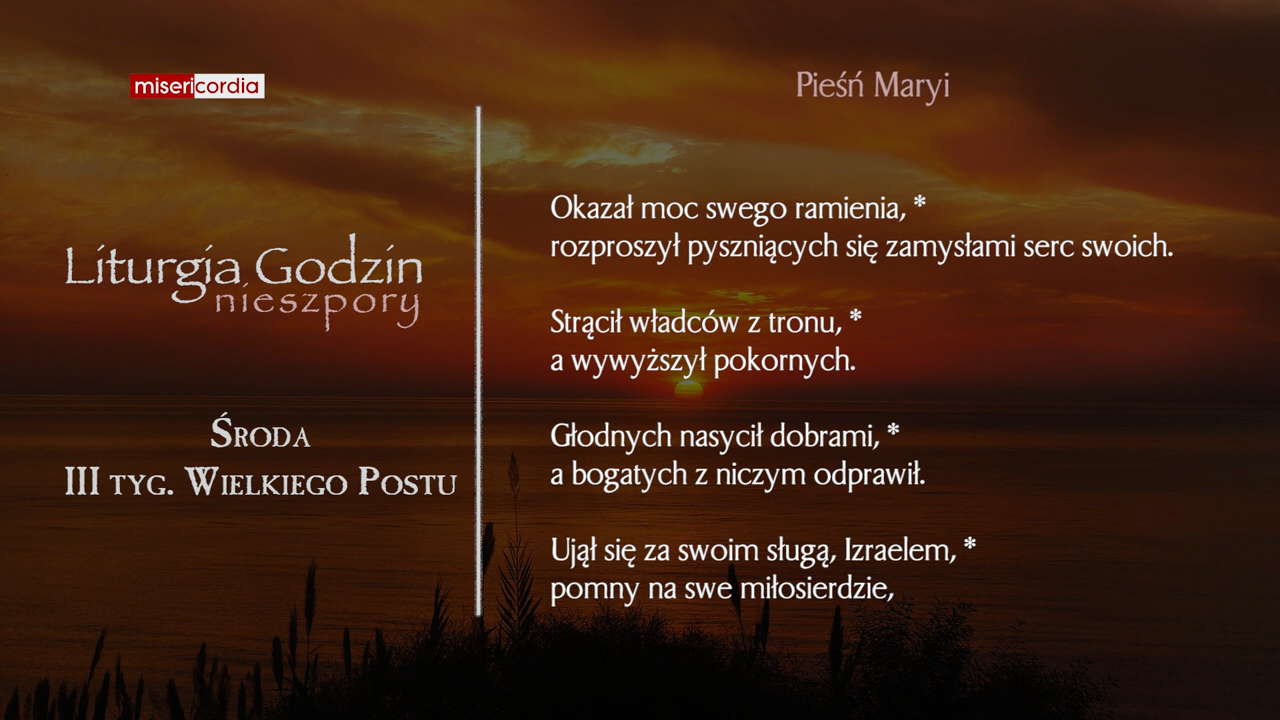 misericordia
Pieśń Maryi
Liturgia Godzin
nieszpory
Środa
III tyg. Wielkiego Postu
Okazał moc swego ramienia, *
rozproszył pyszniących się zamysłami serc swoich.
Strącił władców z tronu, *
a wywyższył pokornych.
Głodnych nasycił dobrami, *
a bogatych z niczym odprawił.
Ujął się za swoim sługą, Izraelem, *
pomny na swe miłosierdzie,